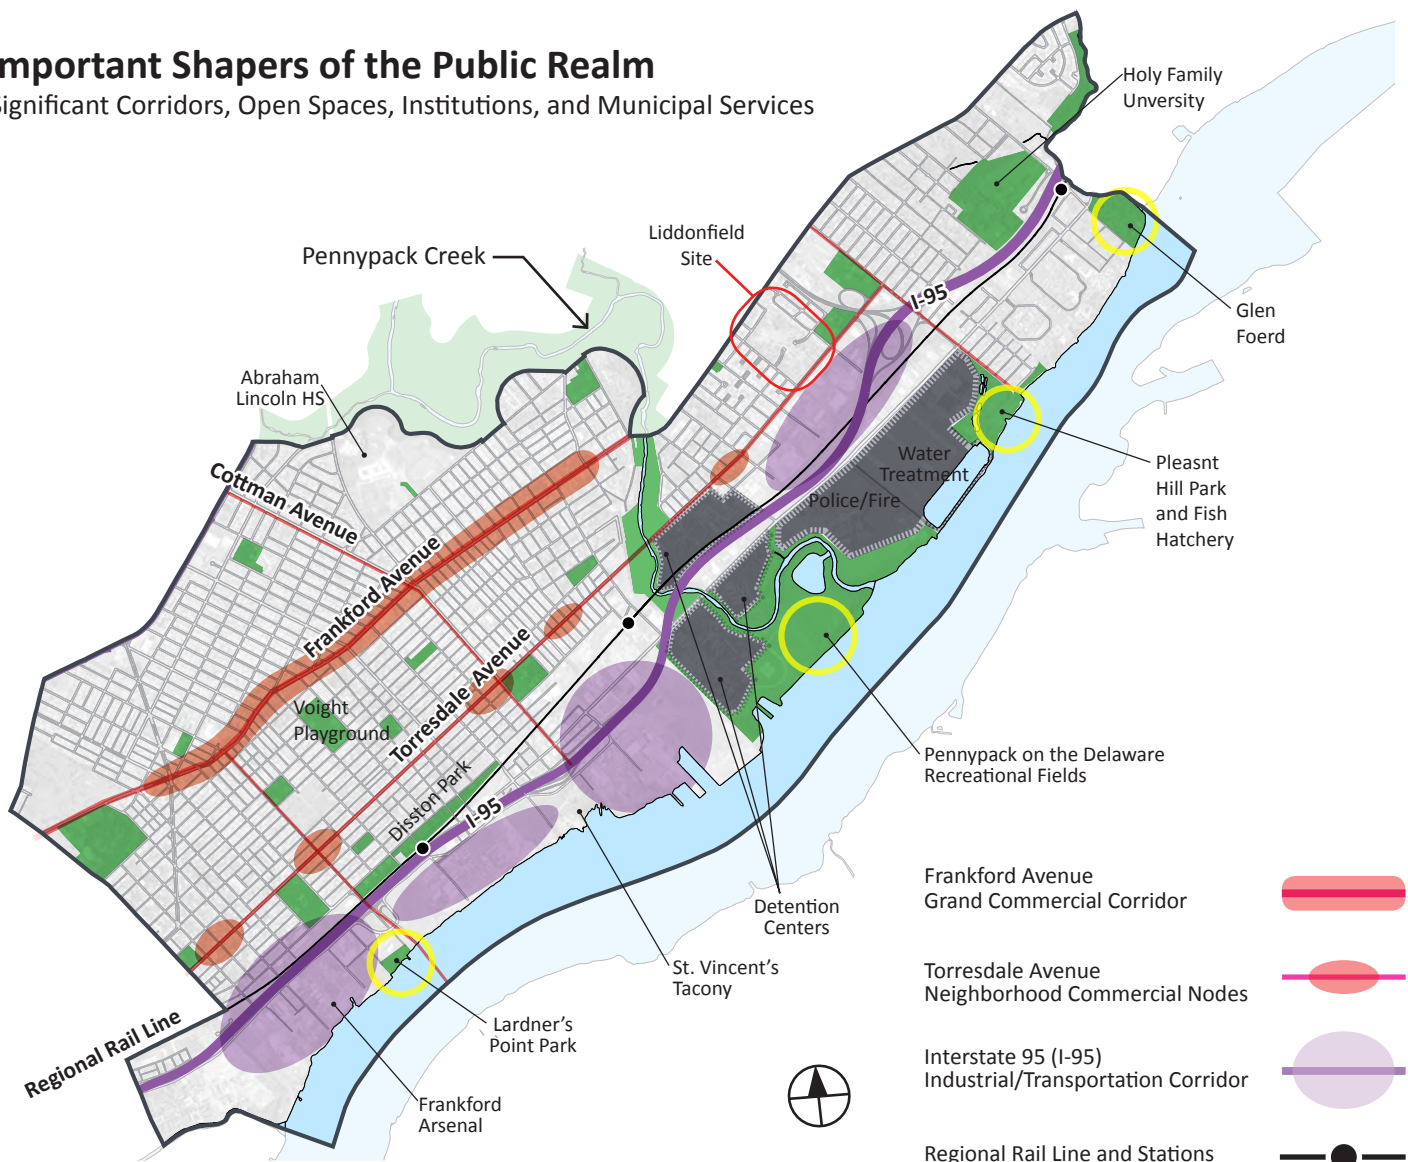 mportant Shapers of the Public Realm
Significant Corridors, Open Spaces, Institutions, and Municipal Services
Holy Family
Unversity
Liddonfield
Site
Pennypack Creek
I-95
Glen
Foerd
Abraham
Lincoln HS
Water
Treatment
Police/Fire
Pleasnt
Hill Park
and Fish
Hatchery
Cottman Avenue
Frankford Avenue
Torresdale Avenue
Voight
Playground
Disston Park
I-95
Pennypack on the Delaware
Recreational Fields
Detention
Centers
St. Vincent's
Tacony
Lardner's
Point Park
Regional Rail Line
Frankford
Arsenal
Frankford Avenue
Grand Commercial Corridor
Torresdale Avenue
Neighborhood Commercial Nodes
Interstate 95 (I-95)
Industrial/Transportation Corridor
Regional Rail Line and Stations